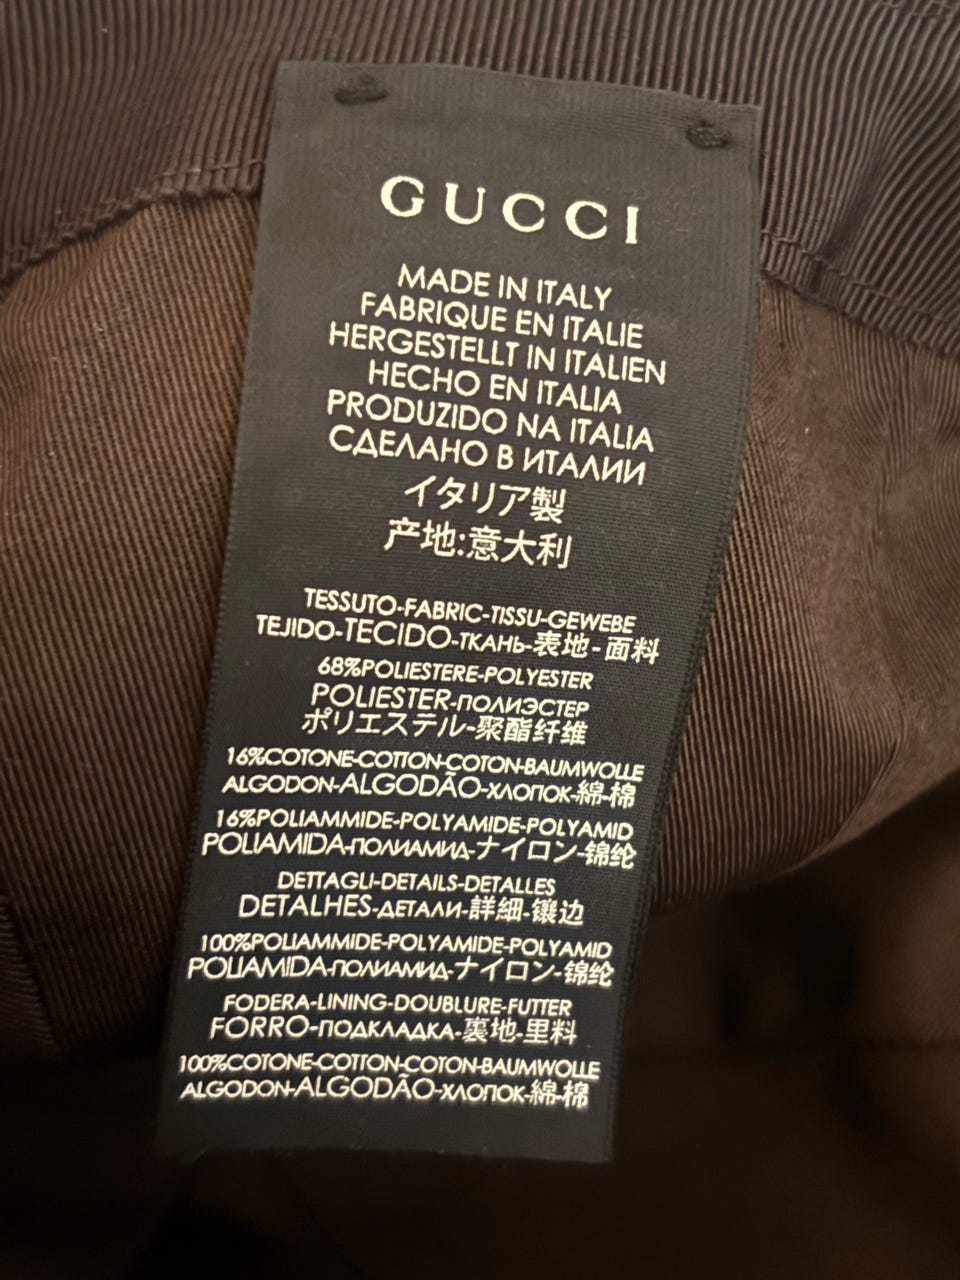 GUCCI
MADE IN ITALY
FABRIQUE EN ITALIE
HERGESTELLT IN ITALIEN
HECHO EN ITALIA
PRODUZIDO NA ITALIA
СДЕЛАНО В ИТАЛИИ
イタリア製
产地:意大利
TESSUTO-FABRIC-TISSU-GEWEBE
TEJIDO-TECIDO-ТКАНЬ-表地-面料
68%POLIESTERE-POLYESTER
POLIESTER-ПОЛИЭСТЕР
ポリエステル-聚酯纤维
16%COTONE-COTTON-COTON-BAUMWOLLE
ALGODON-ALGODÃO-ХЛОПОК-綿-棉
16%POLIAMMIDE-POLYAMIDE-POLYAMID
POLIAMIDA-ПОЛИАМИД-ナイロン-锦纶
DETTAGLI-DETAILS-DETALLES
DETALHES-ДЕТАЛИ-詳細-镶边
100%POLIAMMIDE-POLYAMIDE-POLYAMID
POLIAMIDA-ПОЛИАМИД-ナイロン-锦纶
FODERA-LINING-DOUBLURE-FUTTER
FORRO-ПОДКЛАДКА-裏地-里料
100%COTONE-COTTON-COTON-BAUMWOLLE
ALGODON-ALGODÃO-ХЛОПОК-綿-棉